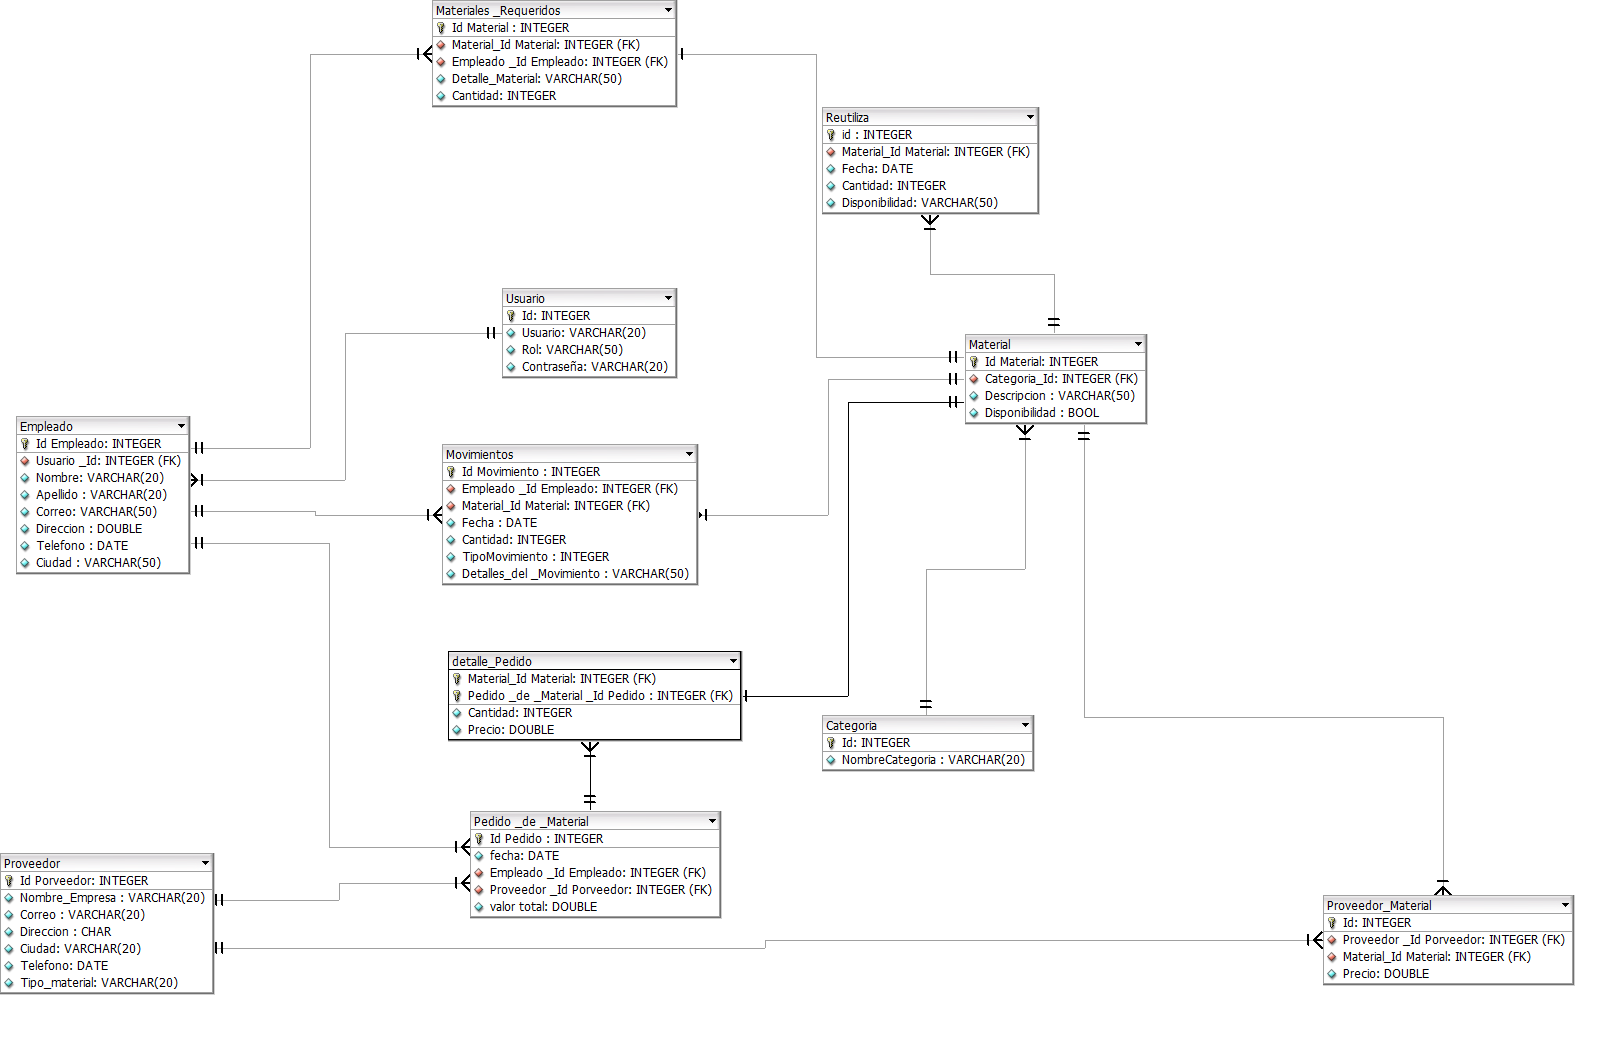 Materiales _Requeridos
Id Material : INTEGER
Material_Id Material: INTEGER (FK)
Empleado _Id Empleado: INTEGER (FK)
Detalle_Material: VARCHAR(50)
Cantidad: INTEGER
Reutiliza
id : INTEGER
Material_Id Material: INTEGER (FK)
Fecha: DATE
Cantidad: INTEGER
Disponibilidad: VARCHAR(50)
Usuario
Id: INTEGER
Usuario: VARCHAR(20)
Rol: VARCHAR(50)
Contraseña: VARCHAR(20)
Material
Id Material: INTEGER
Categoria_Id: INTEGER (FK)
Descripcion : VARCHAR(50)
Disponibilidad : BOOL
Empleado
Id Empleado: INTEGER
Usuario _Id: INTEGER (FK)
Nombre: VARCHAR(20)
Apellido : VARCHAR(20)
Correo: VARCHAR(50)
Direccion : DOUBLE
Telefono : DATE
Ciudad : VARCHAR(50)
Movimientos
Id Movimiento : INTEGER
Empleado _Id Empleado: INTEGER (FK)
Material_Id Material: INTEGER (FK)
Fecha : DATE
Cantidad: INTEGER
TipoMovimiento : INTEGER
Detalles_del _Movimiento : VARCHAR(50)
detalle_Pedido
Material_Id Material: INTEGER (FK)
Pedido _de _Material _Id Pedido : INTEGER (FK)
Cantidad: INTEGER
Precio: DOUBLE
Categoria
Id: INTEGER
NombreCategoria : VARCHAR(20)
Pedido _de _Material
Id Pedido : INTEGER
fecha: DATE
Empleado _Id Empleado: INTEGER (FK)
Proveedor _Id Porveedor: INTEGER (FK)
valor total: DOUBLE
Proveedor
Id Porveedor: INTEGER
Nombre_Empresa : VARCHAR(20)
Correo : VARCHAR(20)
Direccion : CHAR
Ciudad: VARCHAR(20)
Telefono: DATE
Tipo_material: VARCHAR(20)
Proveedor_Material
Id: INTEGER
Proveedor _Id Porveedor: INTEGER (FK)
Material_Id Material: INTEGER (FK)
Precio: DOUBLE